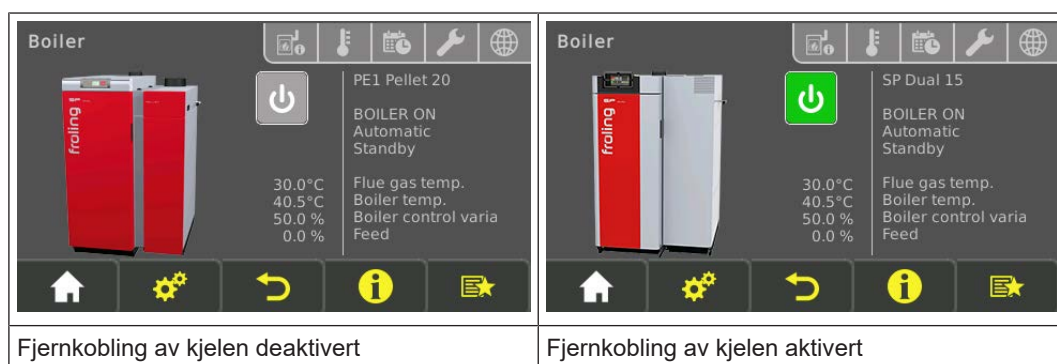 Boiler
PE1 Pellet 20
BOILER ON
Automatic
Standby
30.0°C Flue gas temp.
40.5°C Boiler temp.
50.0 % Boiler control varia
0.0 % Feed
froling
Fjernkobling av kjelen deaktivert
Boiler
SP Dual 15
BOILER ON
Automatic
Standby
30.0°C Flue gas temp.
40.5°C Boiler temp.
50.0 % Boiler control varia
0.0 % Feed
froling
Fjernkobling av kjelen aktivert